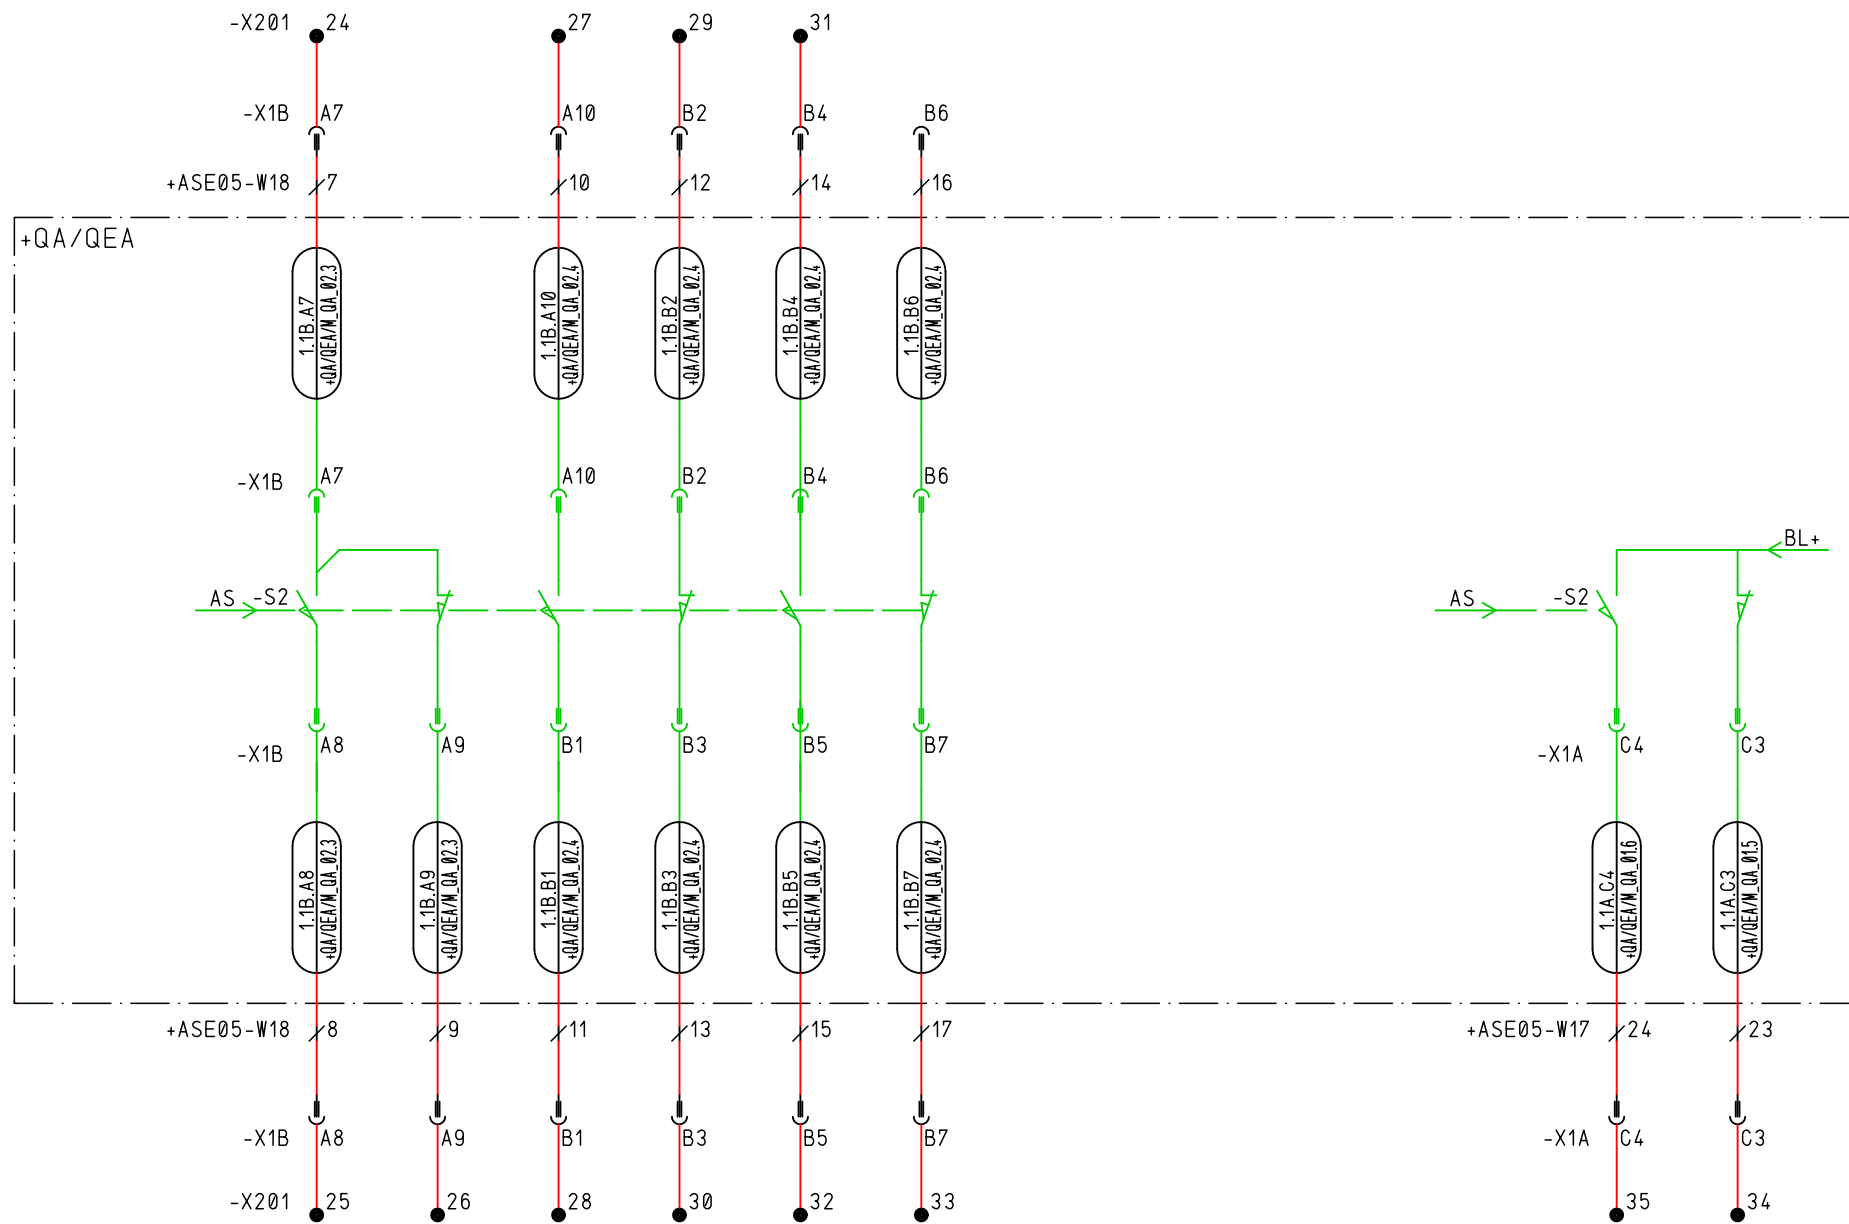 -X201 24 27 29 31
-X1B A7 A10 B2 B4 B6
+ASE05-W18 7 10 12 14 16
+QA/QEA
1.1B.A7 1.1B.A10 1.1B.B2 1.1B.B4 1.1B.B6
+QA/QEA/M_QA_02.3 +QA/QEA/M_QA_02.4 +QA/QEA/M_QA_02.4 +QA/QEA/M_QA_02.4 +QA/QEA/M_QA_02.4
-X1B A7 A10 B2 B4 B6
BL+
AS -S2 AS -S2
-X1B A8 A9 B1 B3 B5 B7 -X1A C4 C3
1.1B.A8 1.1B.A9 1.1B.B1 1.1B.B3 1.1B.B5 1.1B.B7 1.1A.C4 1.1A.C3
+QA/QEA/M_QA_02.3 +QA/QEA/M_QA_02.3 +QA/QEA/M_QA_02.4 +QA/QEA/M_QA_02.4 +QA/QEA/M_QA_02.4 +QA/QEA/M_QA_02.4 +QA/QEA/M_QA_01.6 +QA/QEA/M_QA_01.5
+ASE05-W18 8 9 11 13 15 17 +ASE05-W17 24 23
-X1B A8 A9 B1 B3 B5 B7 -X1A C4 C3
-X201 25 26 28 30 32 33 35 34